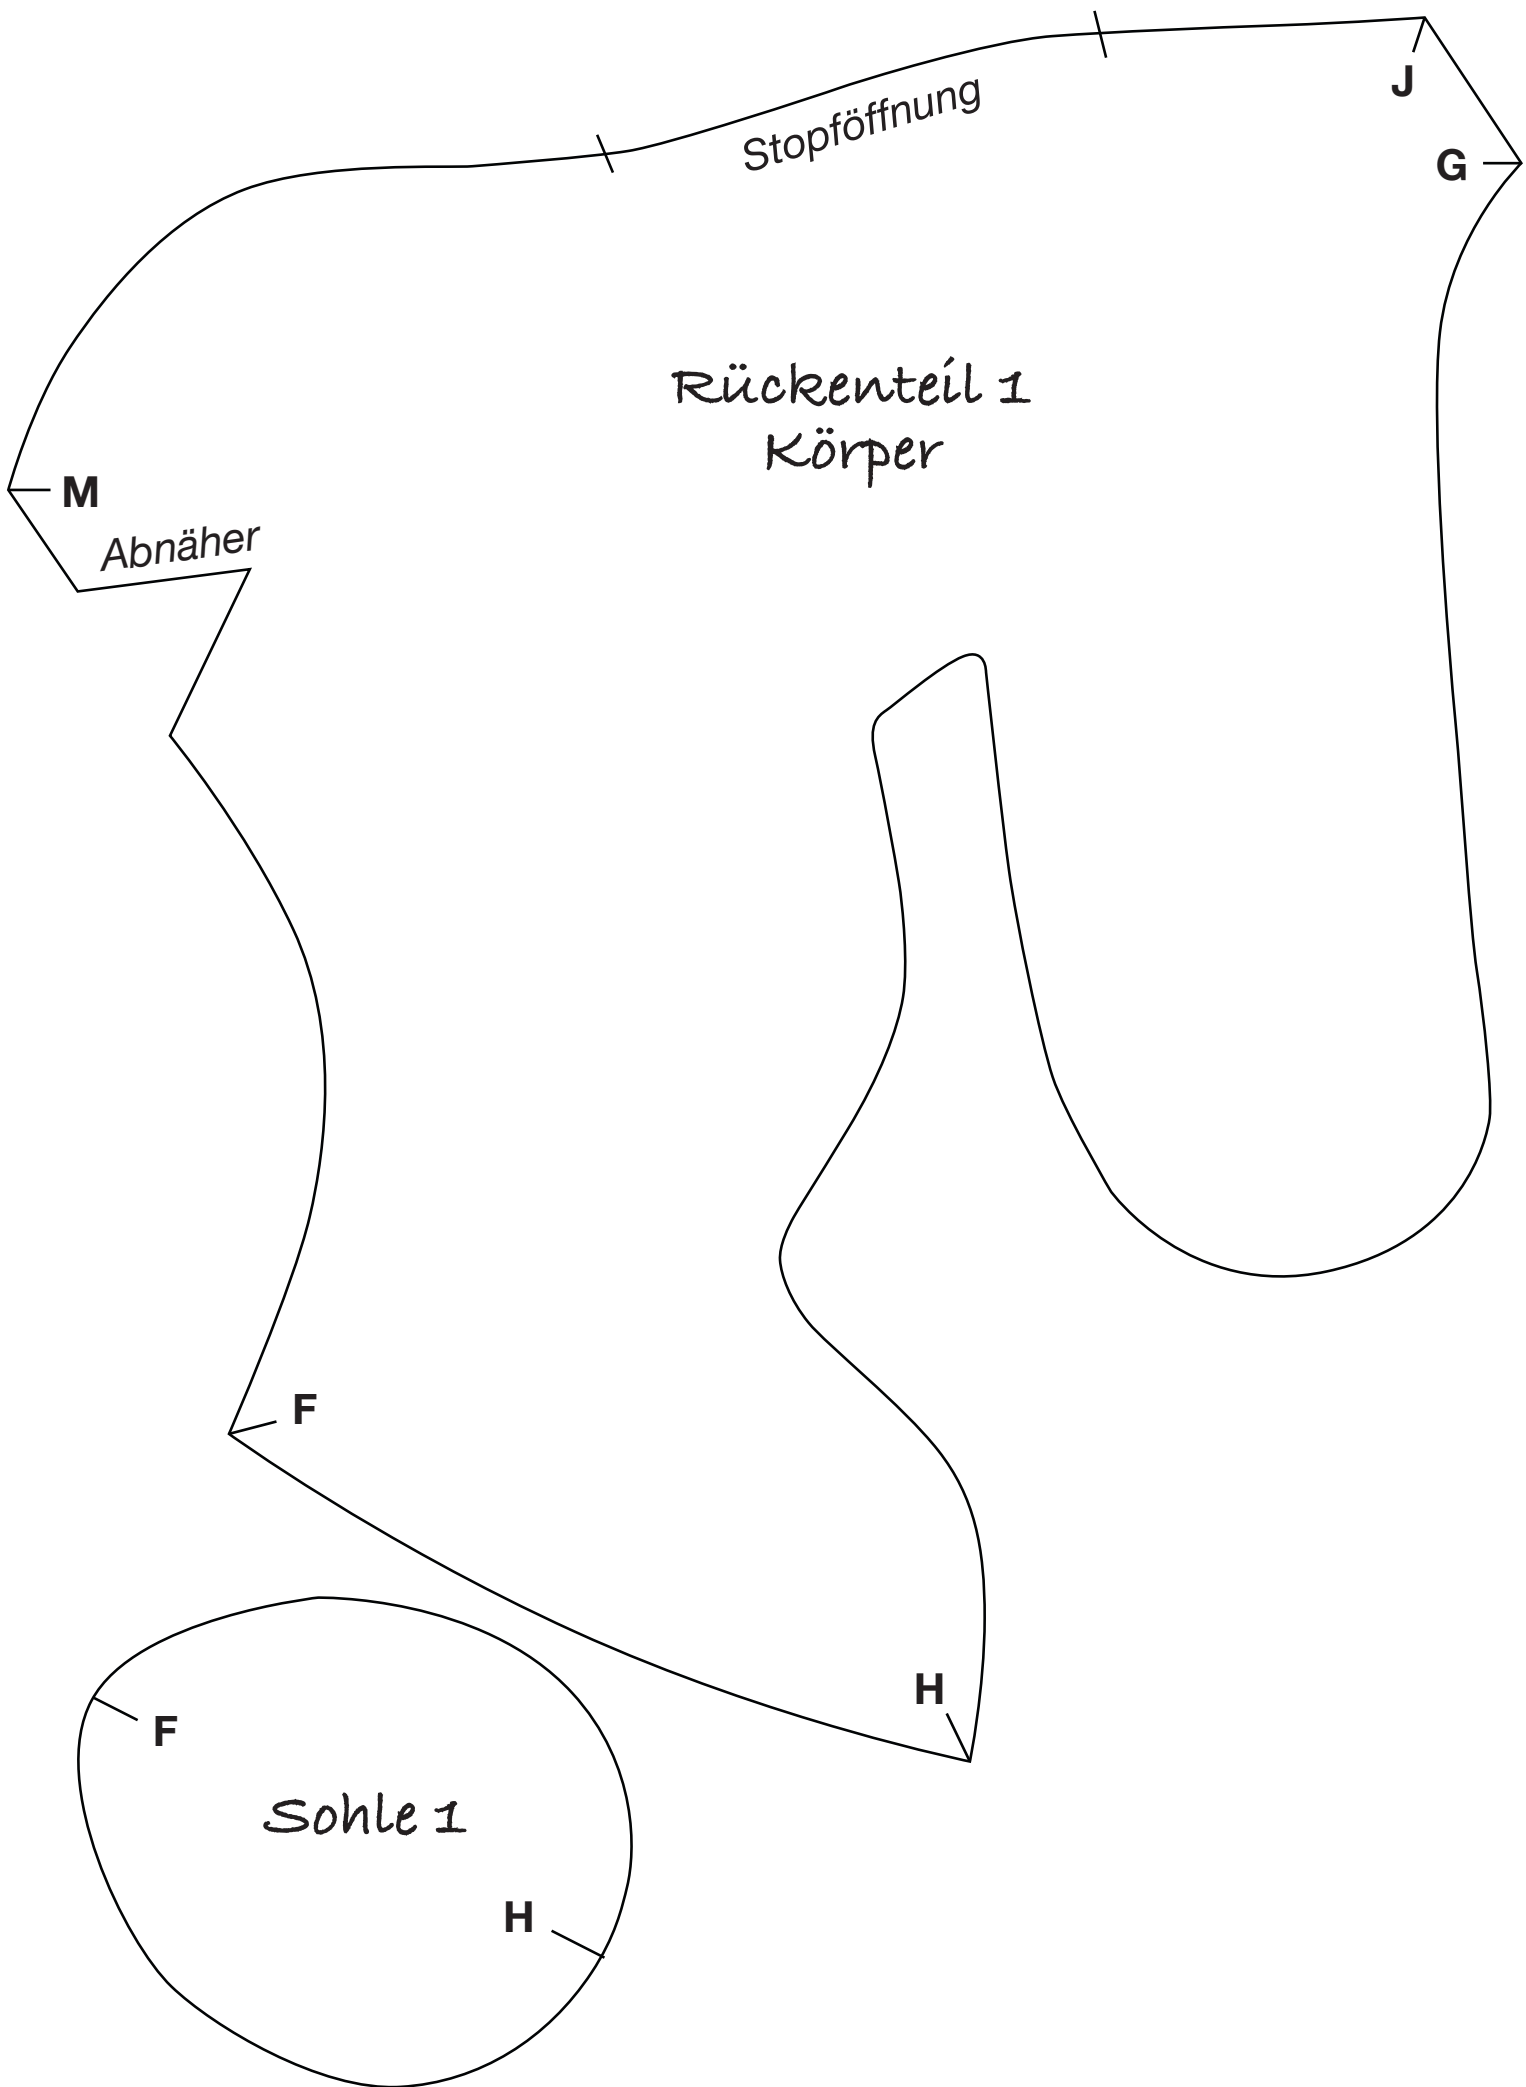 J
Stopföffnung
G
Rückenteil 1
Körper
M
Abnäher
F
H
F
Sohle 1
H